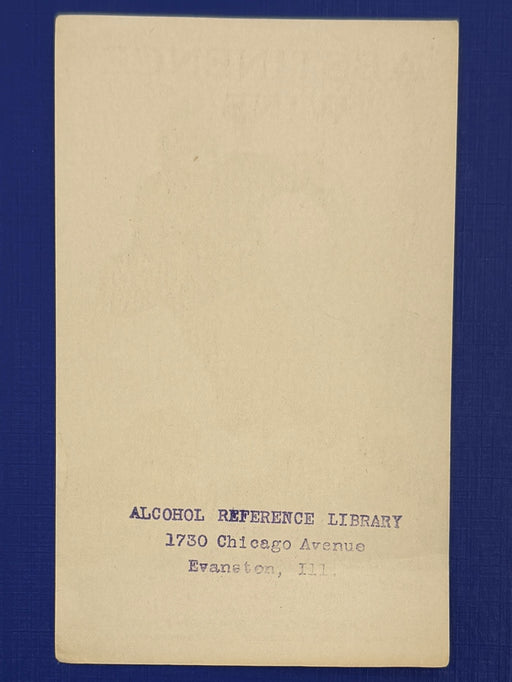 ALCOHOL REFERENCE LIBRARY
1730 Chicago Avenue
Evanston, Ill.